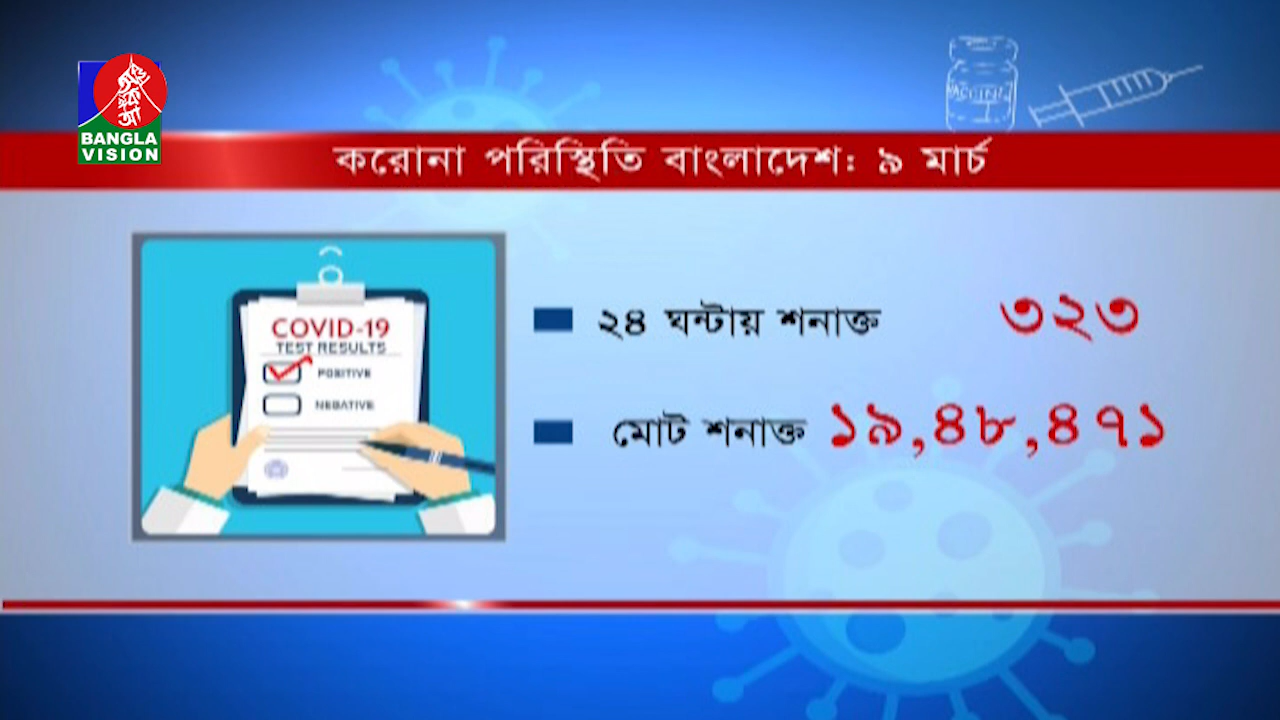 VACCINE
BANGLA
VISION
করোনা পরিস্থিতি বাংলাদেশ: ৯ মার্চ
COVID-19
TEST RESULTS
POSITIVE
NEGATIVE
২৪ ঘন্টায় শনাক্ত ৩২৩
মোট শনাক্ত ১৯,৪৮,৪৭১